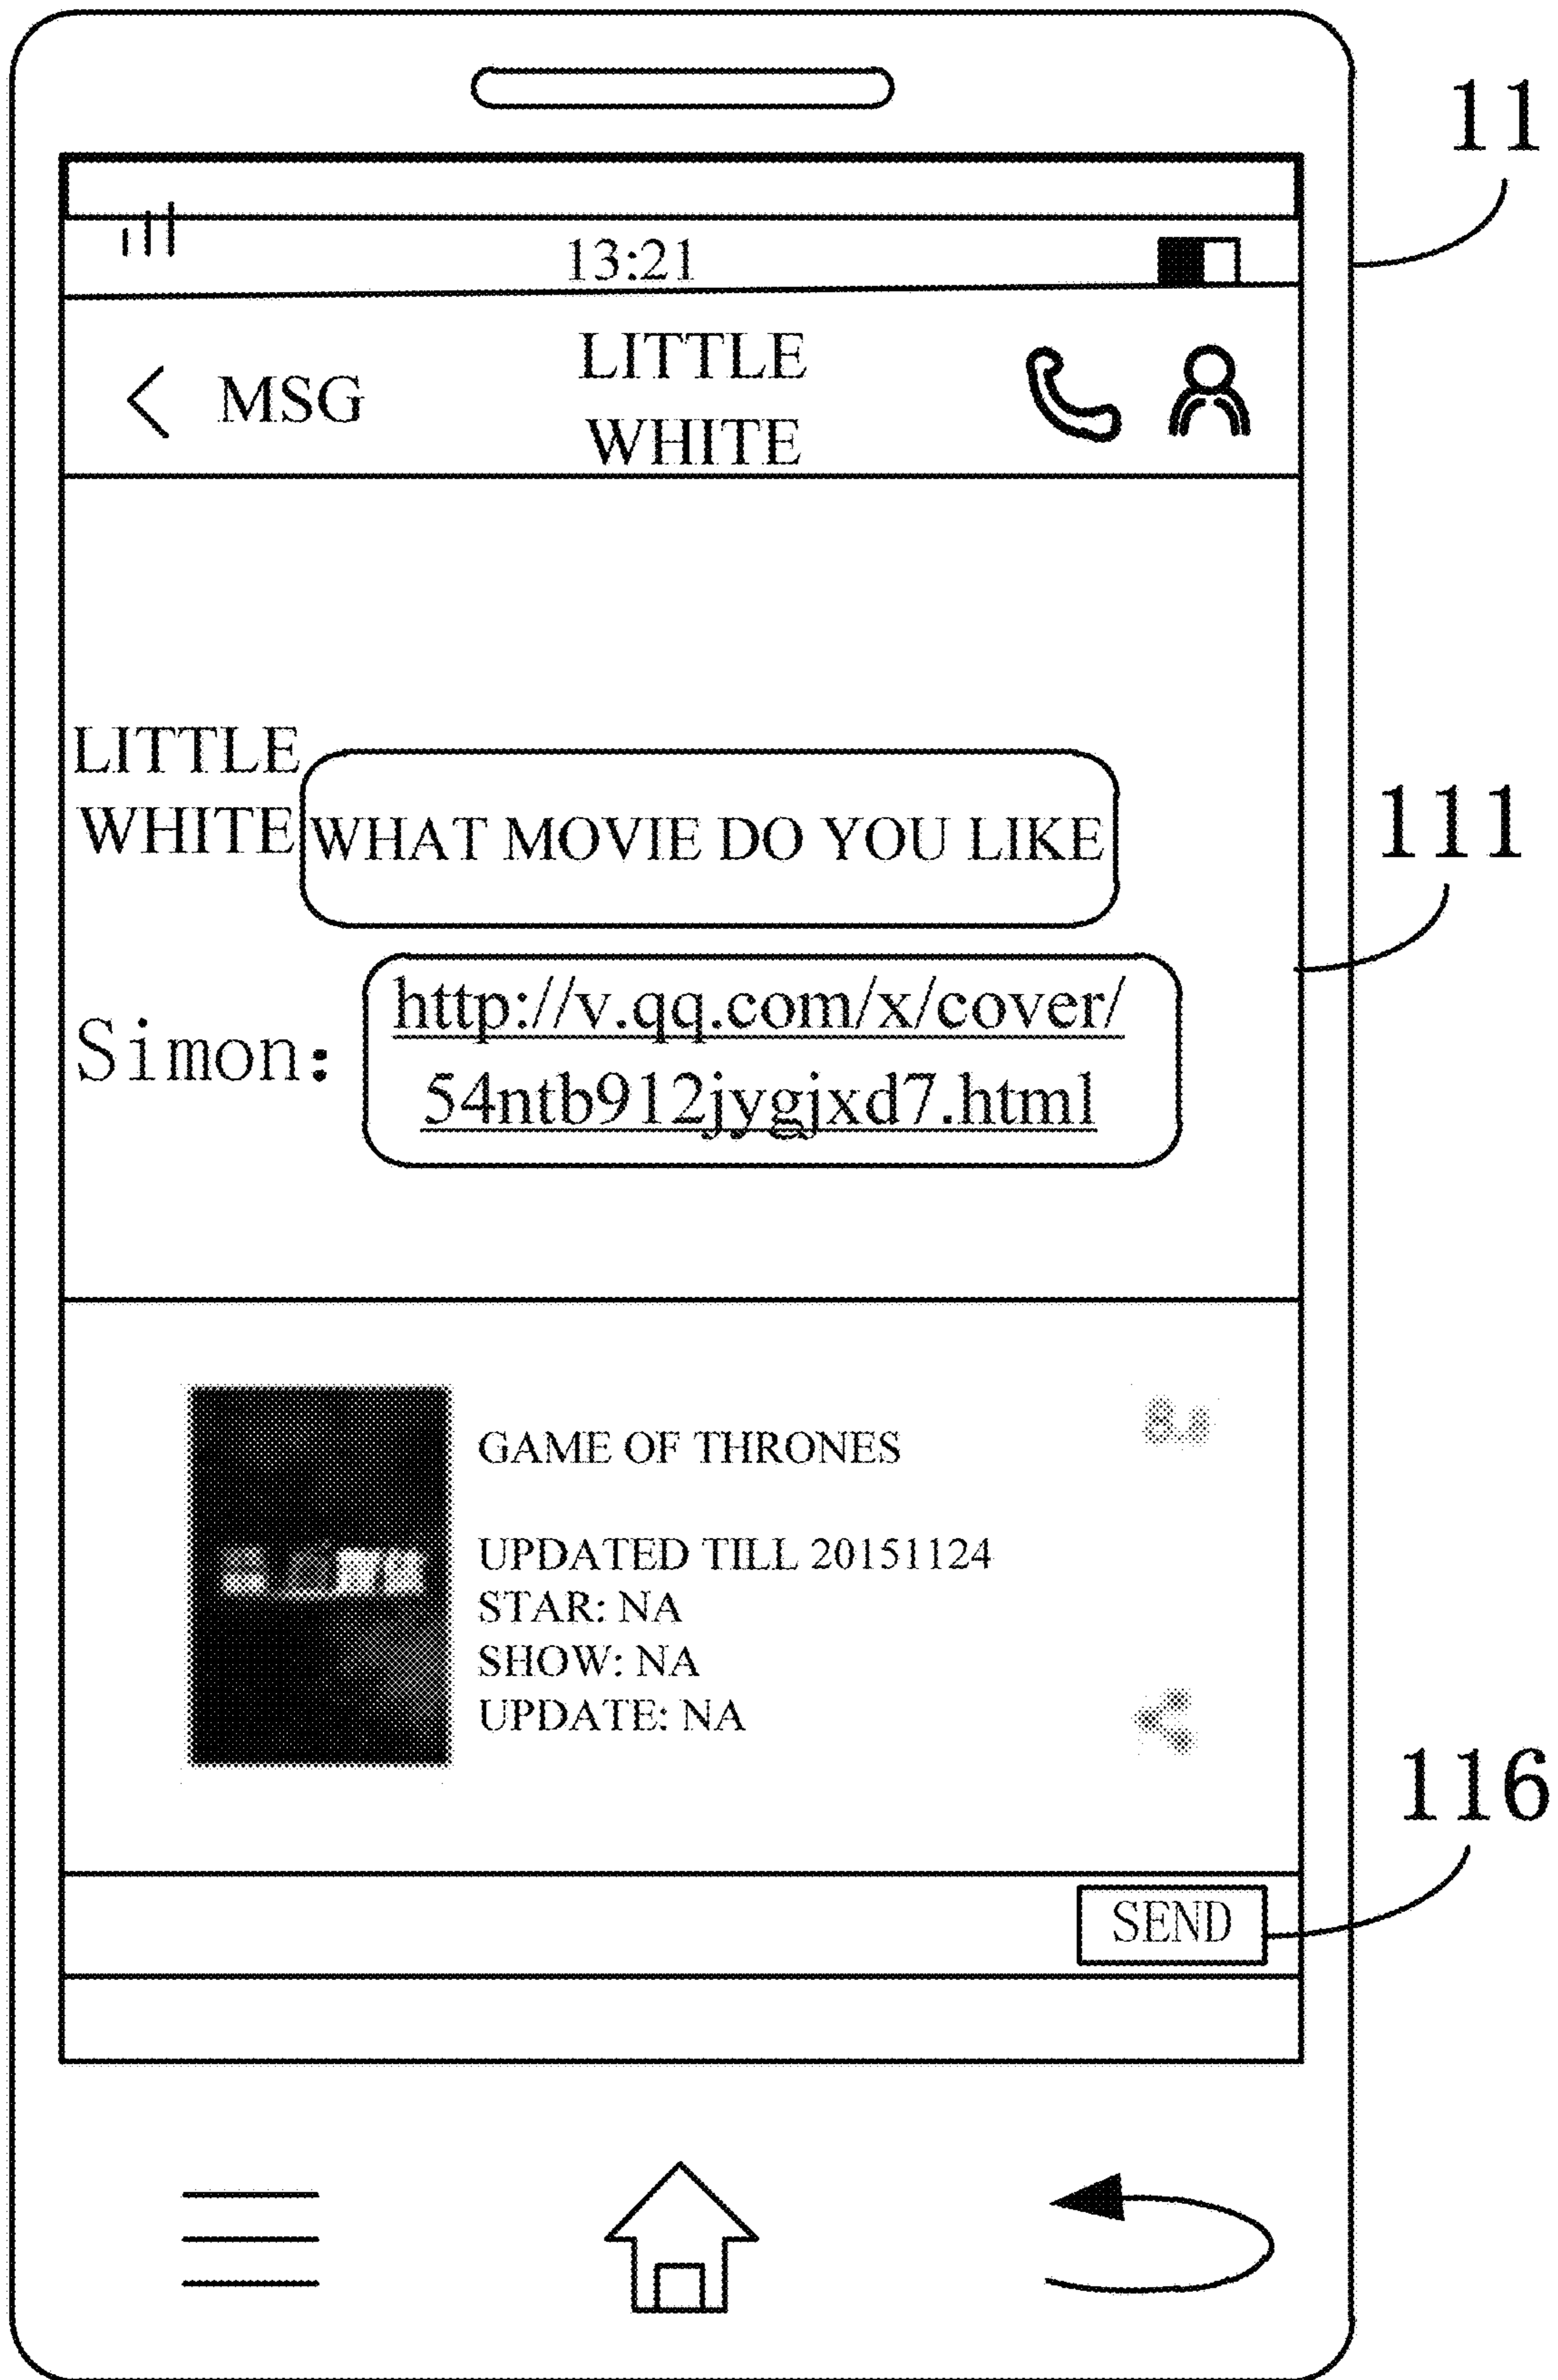 11
13:21
< MSG
LITTLE
WHITE
LITTLE
WHITE
WHAT MOVIE DO YOU LIKE
111
Simon:
http://v.qq.com/x/cover/
54ntb912jygjxd7.html
GAME OF THRONES
UPDATED TILL 20151124
STAR: NA
SHOW: NA
UPDATE: NA
116
SEND